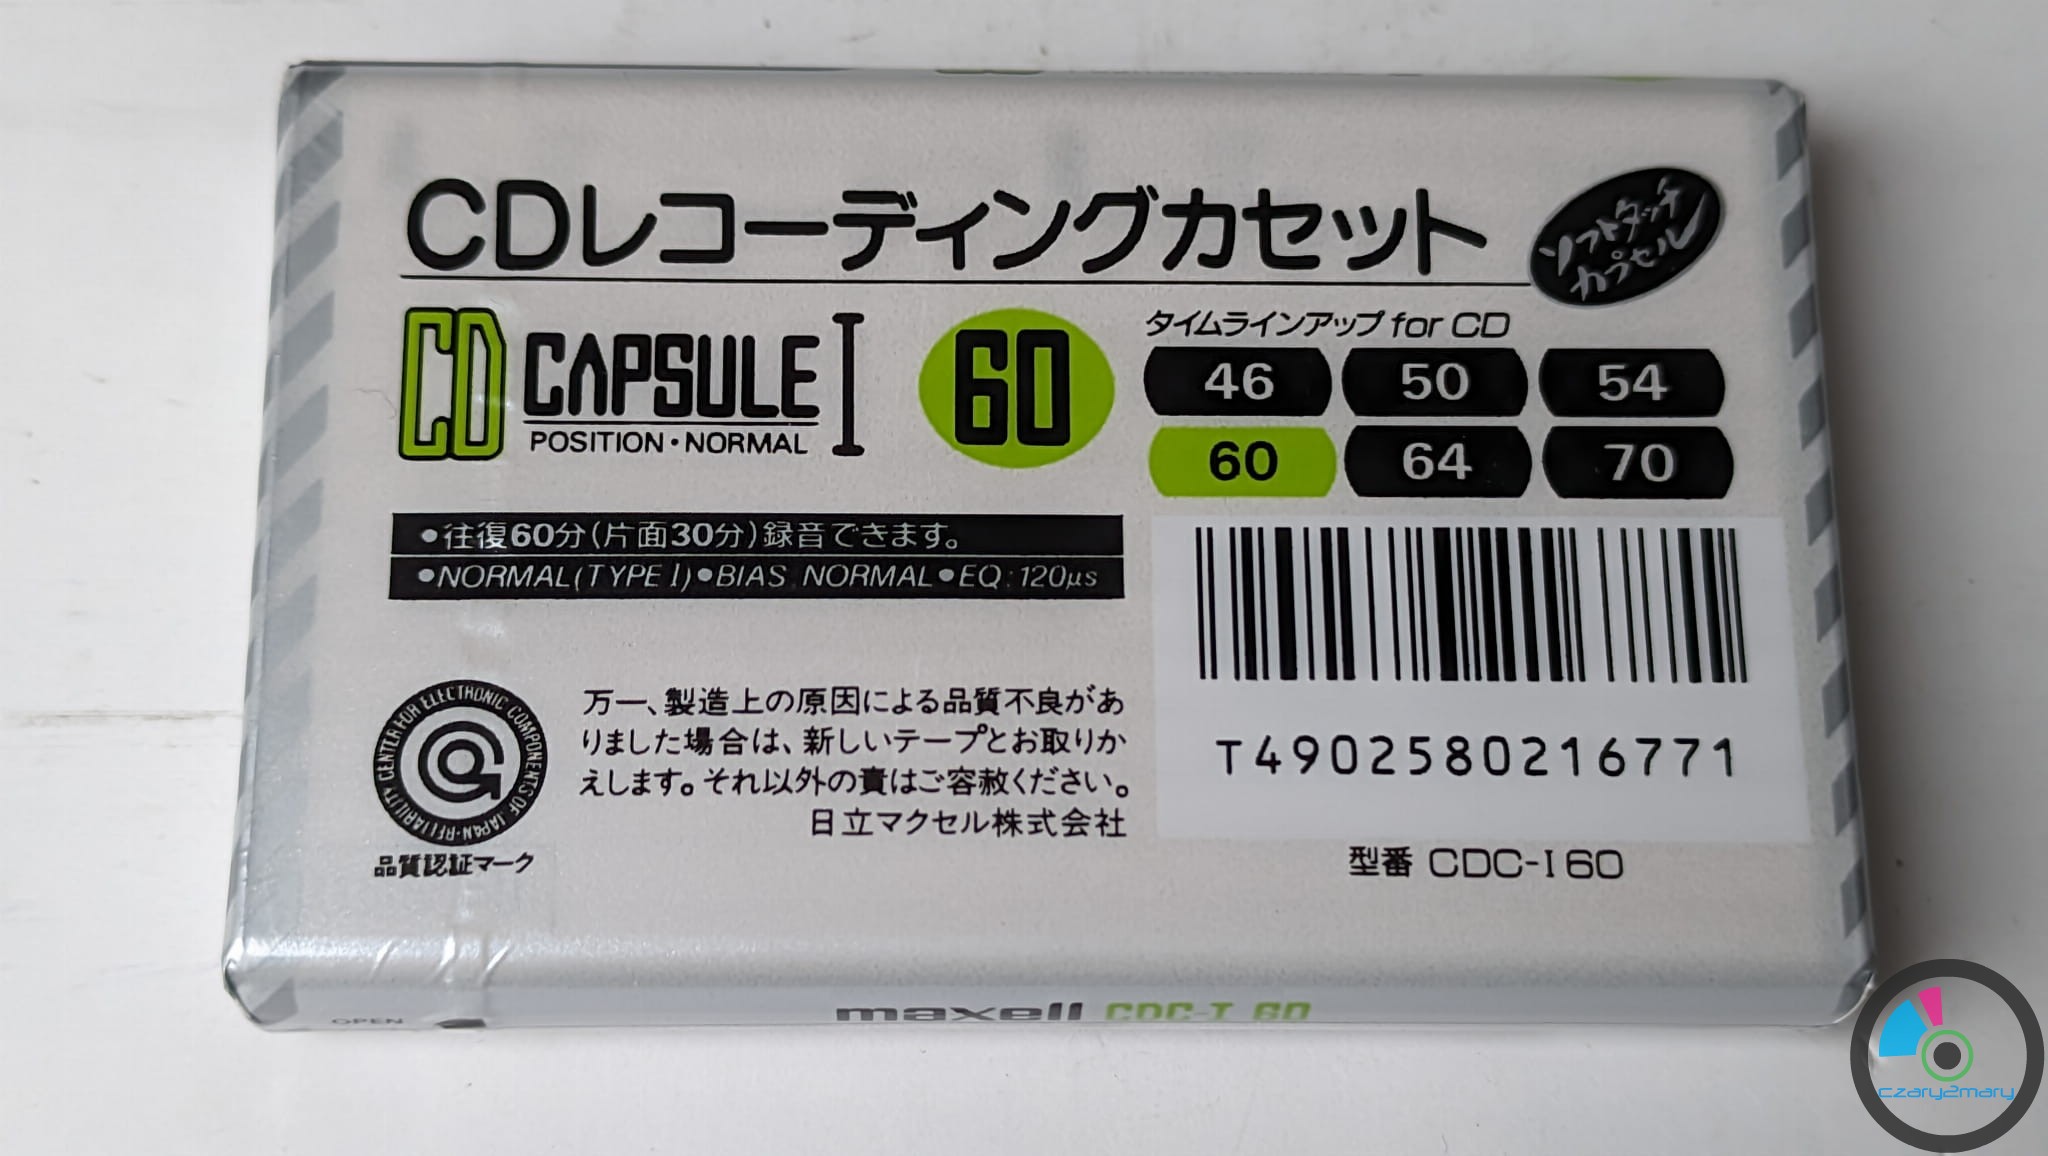 CDレコーディングカセット
ソフトタッチ
カプセル
CD CAPSULE I 60
POSITION・NORMAL
タイムラインアップ for CD
46 50 54
60 64 70
●往復60分(片面30分)録音できます。
●NORMAL(TYPE I)●BIAS NORMAL●EQ:120μs
CENTER FOR ELECTRONIC COMPONENTS OF JAPAN・RELIABILITY
品質認証マーク
万一、製造上の原因による品質不良があ
りました場合は、新しいテープとお取りか
えします。それ以外の責はご容赦ください。
日立マクセル株式会社
T4902580216771
型番 CDC-I 60
OPEN
maxell CDC-I 60
czary2mary